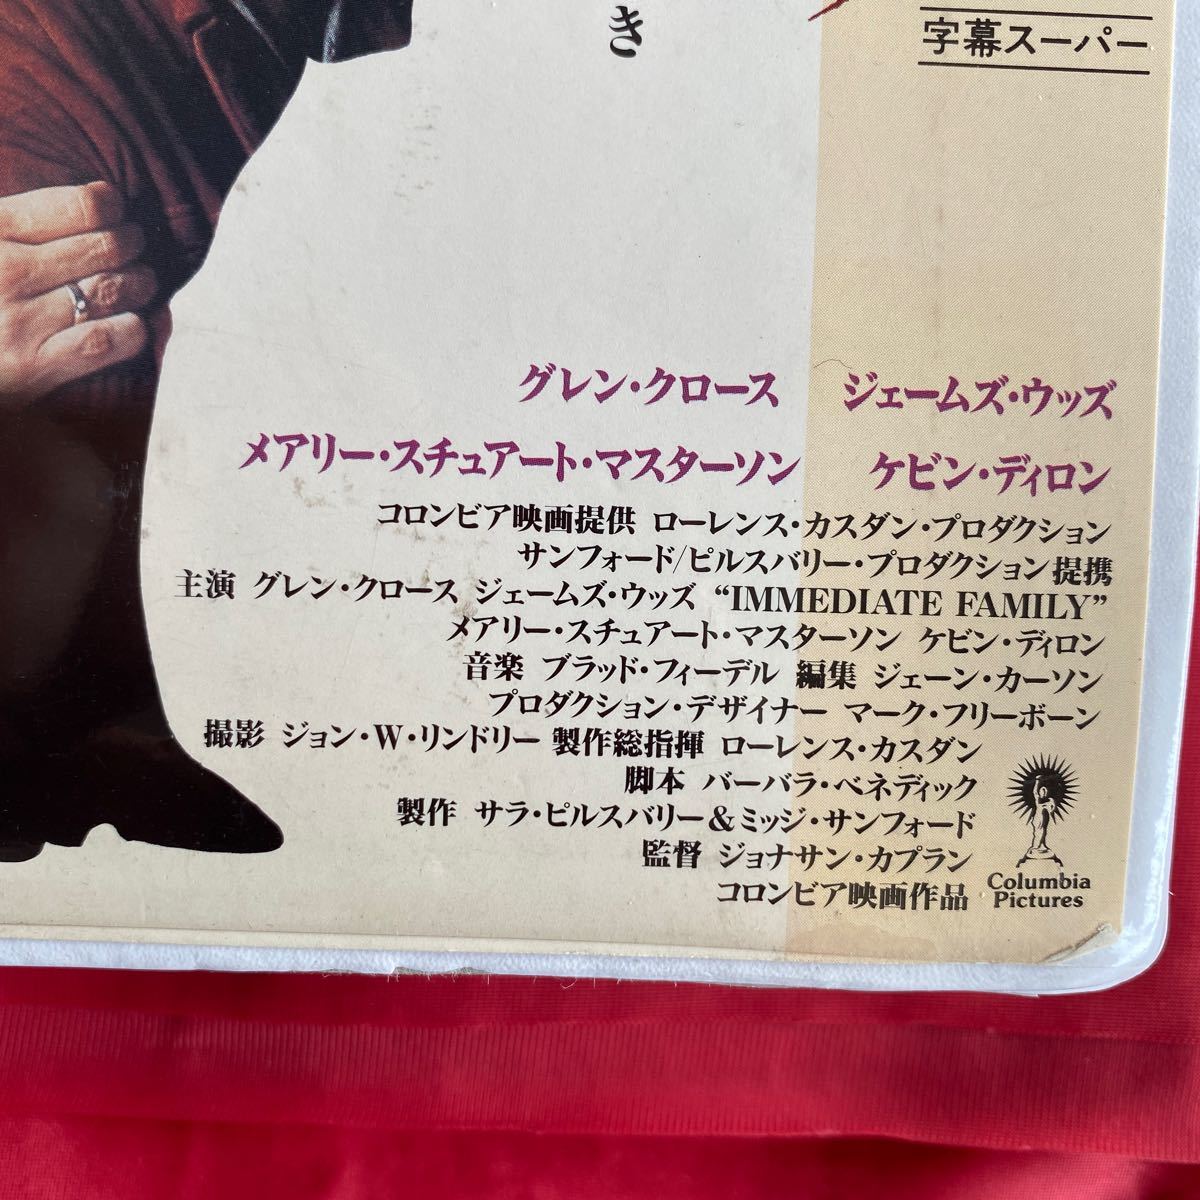 き
字幕スーパー
グレン・クロース ジェームズ・ウッズ
メアリー・スチュアート・マスターソン ケビン・ディロン
コロンビア映画提供 ローレンス・カスダン・プロダクション
サンフォード/ピルスバリー・プロダクション提携
主演 グレン・クロース ジェームズ・ウッズ “IMMEDIATE FAMILY”
メアリー・スチュアート・マスターソン ケビン・ディロン
音楽 ブラッド・フィーデル 編集 ジェーン・カーソン
プロダクション・デザイナー マーク・フリーボーン
撮影 ジョン・W・リンドリー 製作総指揮 ローレンス・カスダン
脚本 バーバラ・ベネディック
製作 サラ・ピルスバリー&ミッジ・サンフォード
監督 ジョナサン・カプラン
コロンビア映画作品
Columbia
Pictures